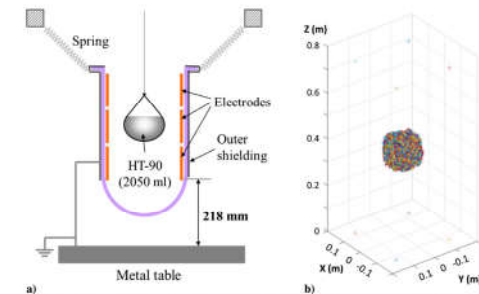 a)
Spring
Electrodes
HT-90
(2050 ml)
Outer
shielding
218 mm
Metal table
b)
Z (m)
0.8
0.6
0.4
0.2
0
0.1
0
-0.1
X (m)
0.1
0
-0.1
Y (m)